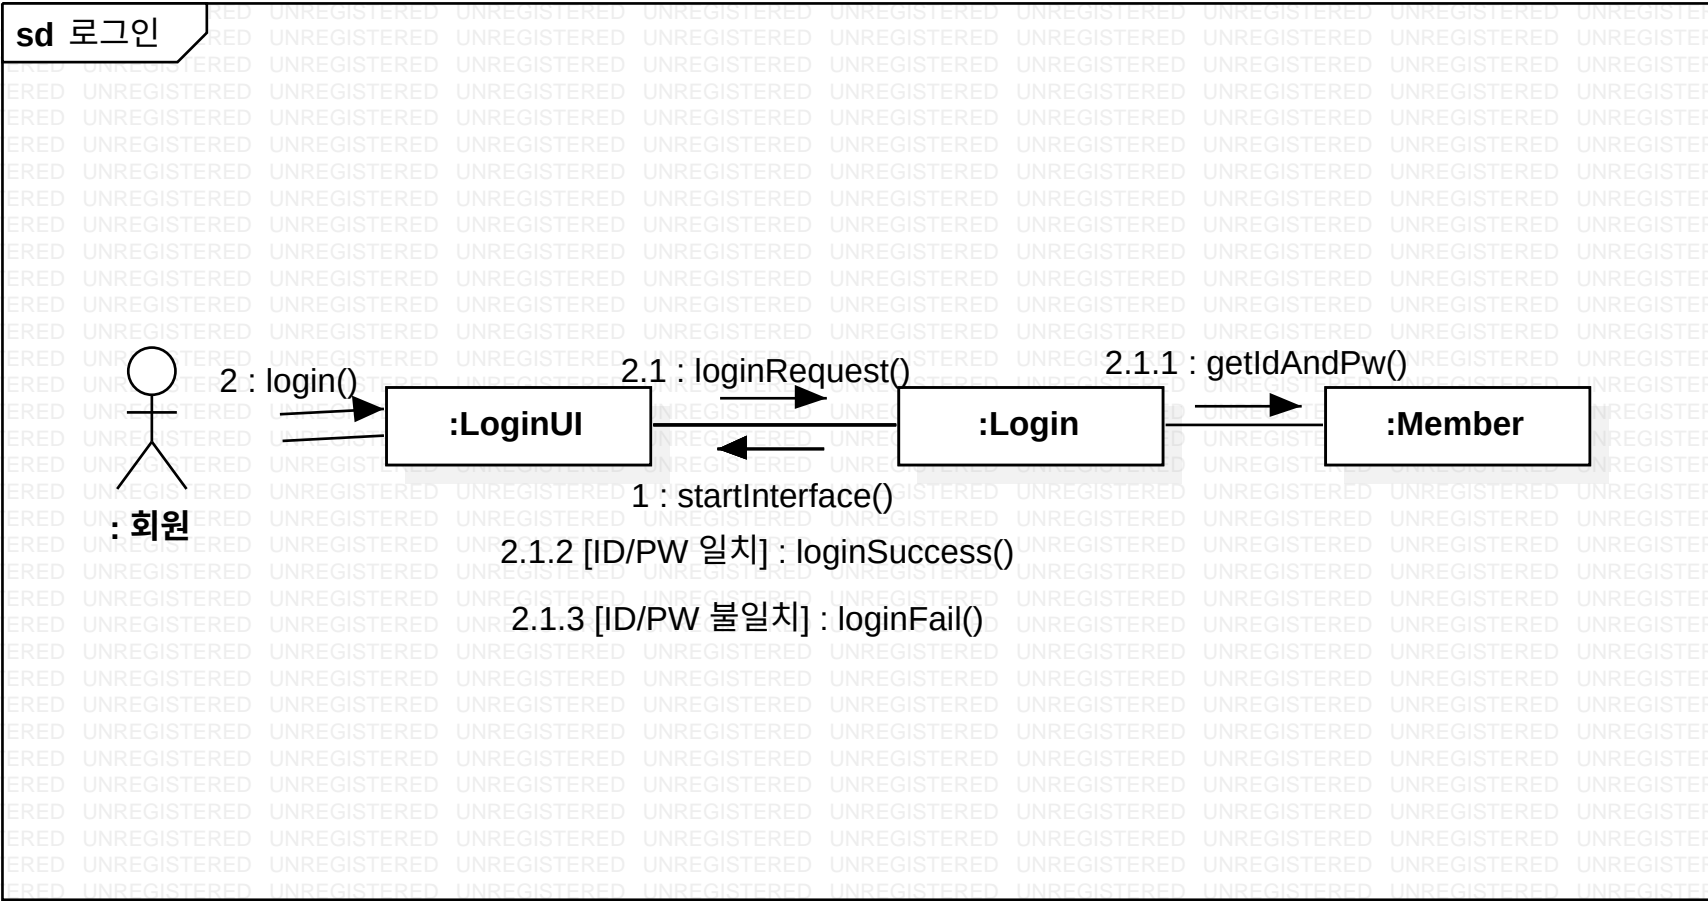 sd 로그인
2 : login()
2.1 : loginRequest()
2.1.1 : getIdAndPw()
:LoginUI
:Login
:Member
1 : startInterface()
: 회원
2.1.2 [ID/PW 일치] : loginSuccess()
2.1.3 [ID/PW 불일치] : loginFail()
UNREGISTERED